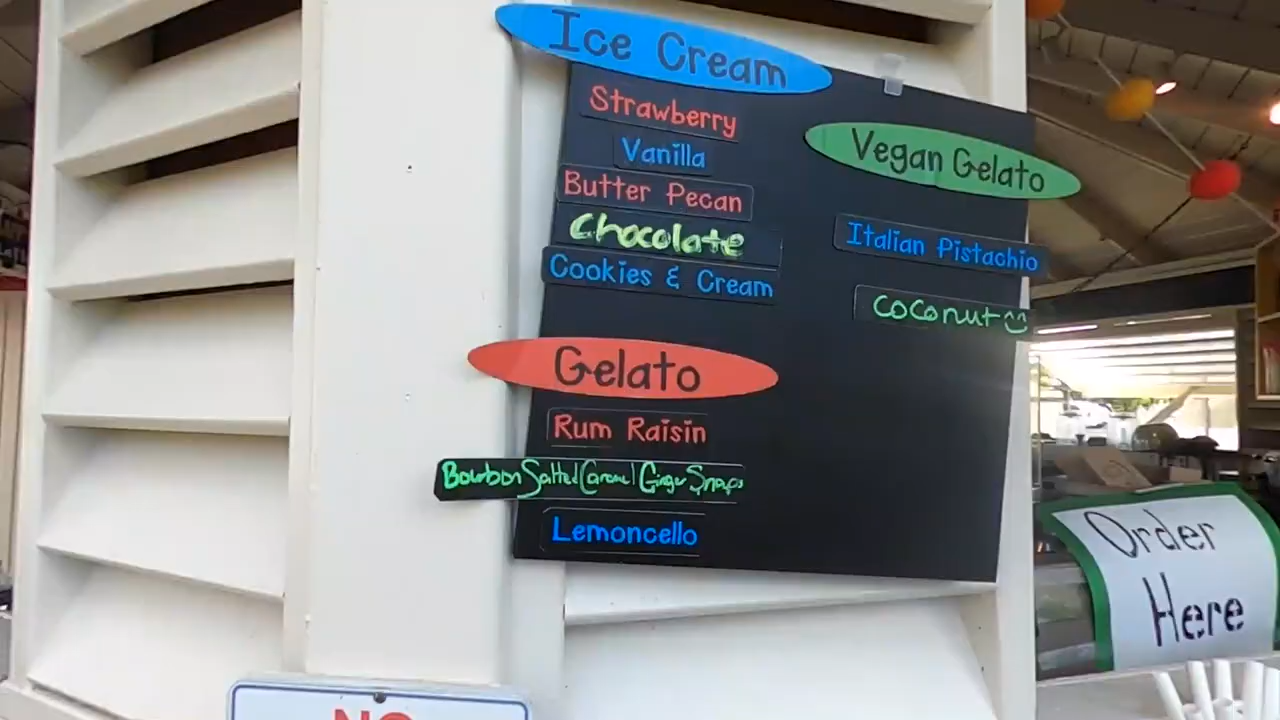 Ice Cream
Strawberry
Vanilla
Butter Pecan
Chocolate
Cookies & Cream
Vegan Gelato
Italian Pistachio
Coconut
Gelato
Rum Raisin
Bourbon Salted Caramel Ginger Snaps
Lemoncello
Order
Here
NO